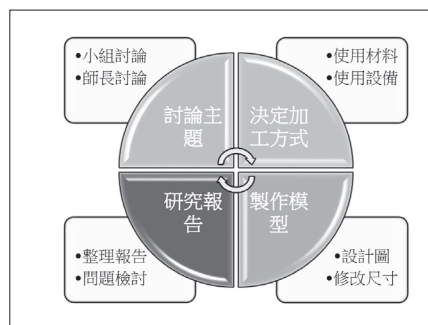 •小組討論
•師長討論
•使用材料
•使用設備
討論主
題
決定加
工方式
研究報
告
製作模
型
•整理報告
•問題檢討
•設計圖
•修改尺寸